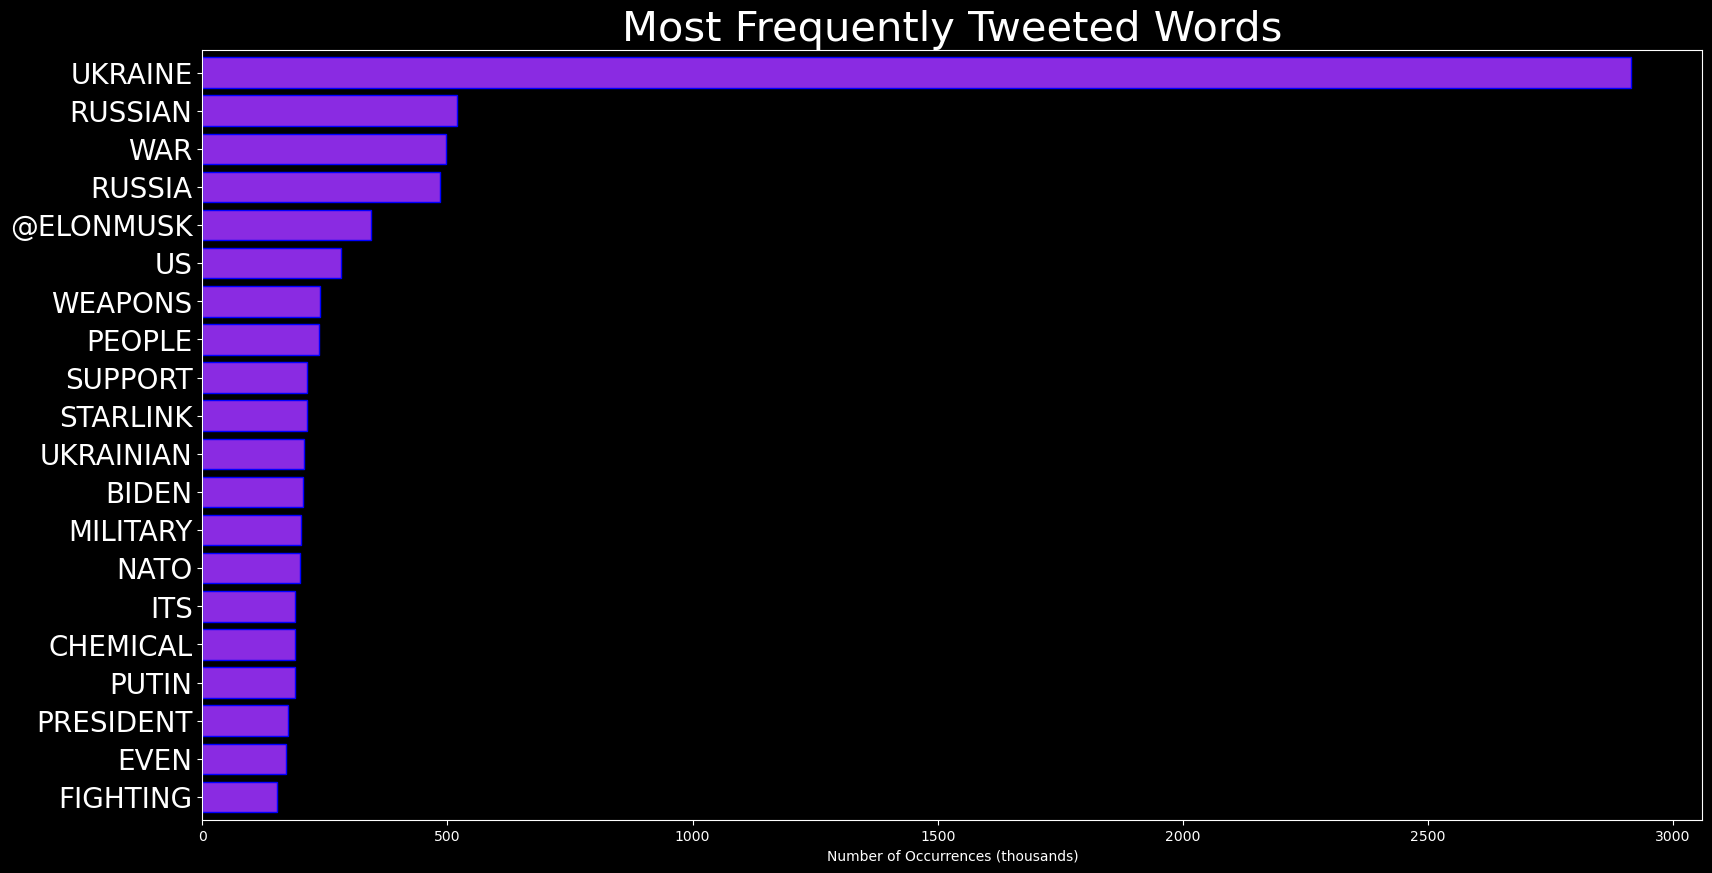 Most Frequently Tweeted Words
UKRAINE
RUSSIAN
WAR
RUSSIA
@ELONMUSK
US
WEAPONS
PEOPLE
SUPPORT
STARLINK
UKRAINIAN
BIDEN
MILITARY
NATO
ITS
CHEMICAL
PUTIN
PRESIDENT
EVEN
FIGHTING
0 500 1000 1500 2000 2500 3000
Number of Occurrences (thousands)